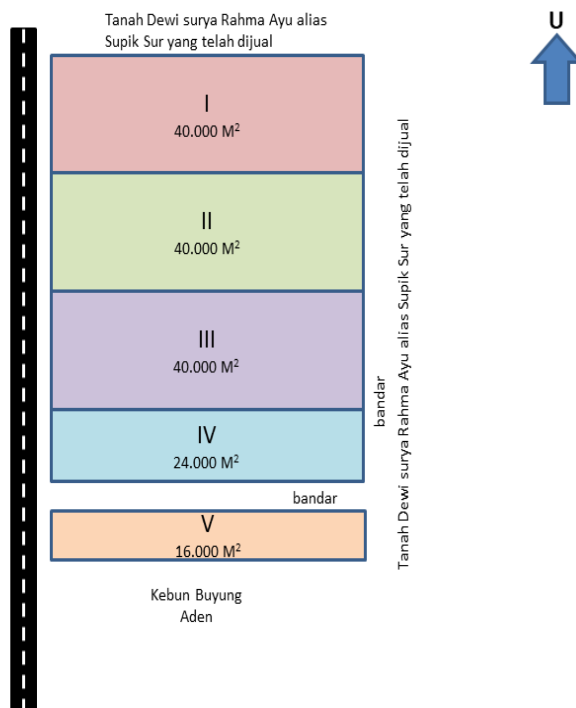 Tanah Dewi surya Rahma Ayu alias
Supik Sur yang telah dijual
U
I
40.000 M²
II
40.000 M²
III
40.000 M²
IV
24.000 M²
bandar
Tanah Dewi surya Rahma Ayu alias Supik Sur yang telah dijual
bandar
V
16.000 M²
Kebun Buyung
Aden